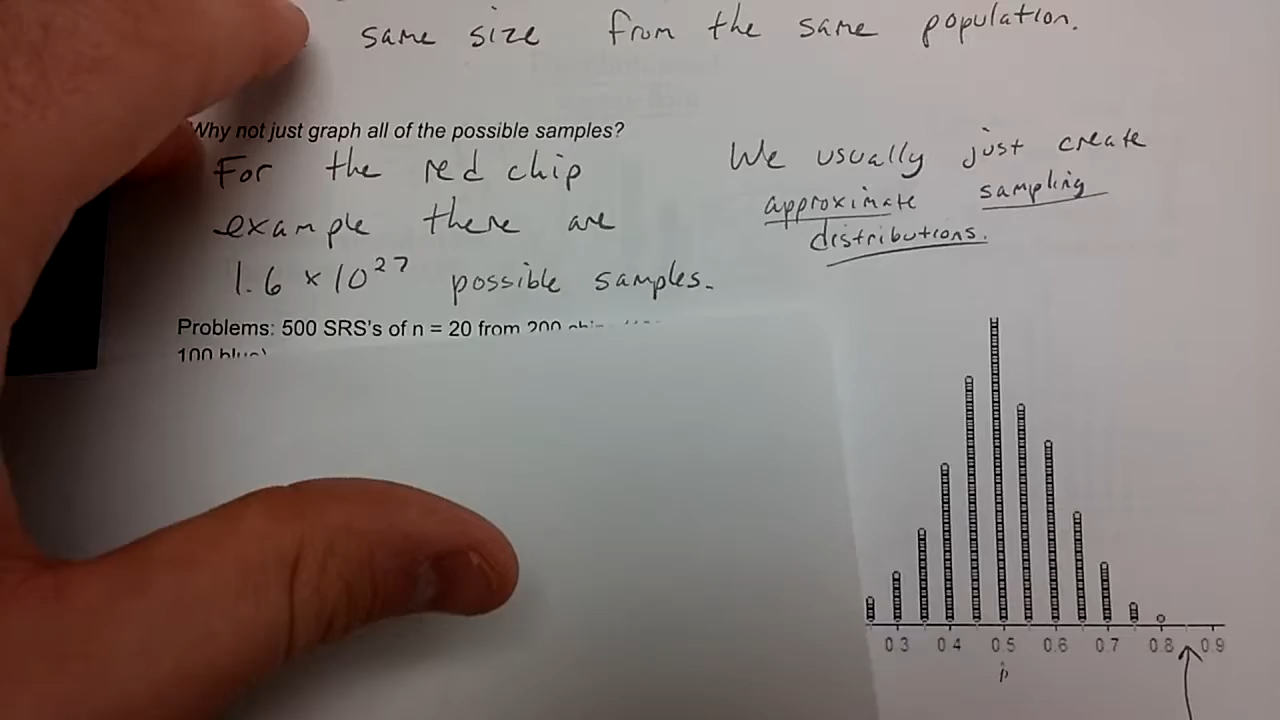 same size from the same population.
Why not just graph all of the possible samples?
For the red chip
example there are
1.6 × 10²⁷ possible samples.
We usually just create
approximate sampling
distributions.
Problems: 500 SRS's of n = 20 from 200
100
0.3 0.4 0.5 0.6 0.7 0.8 0.9
p̂